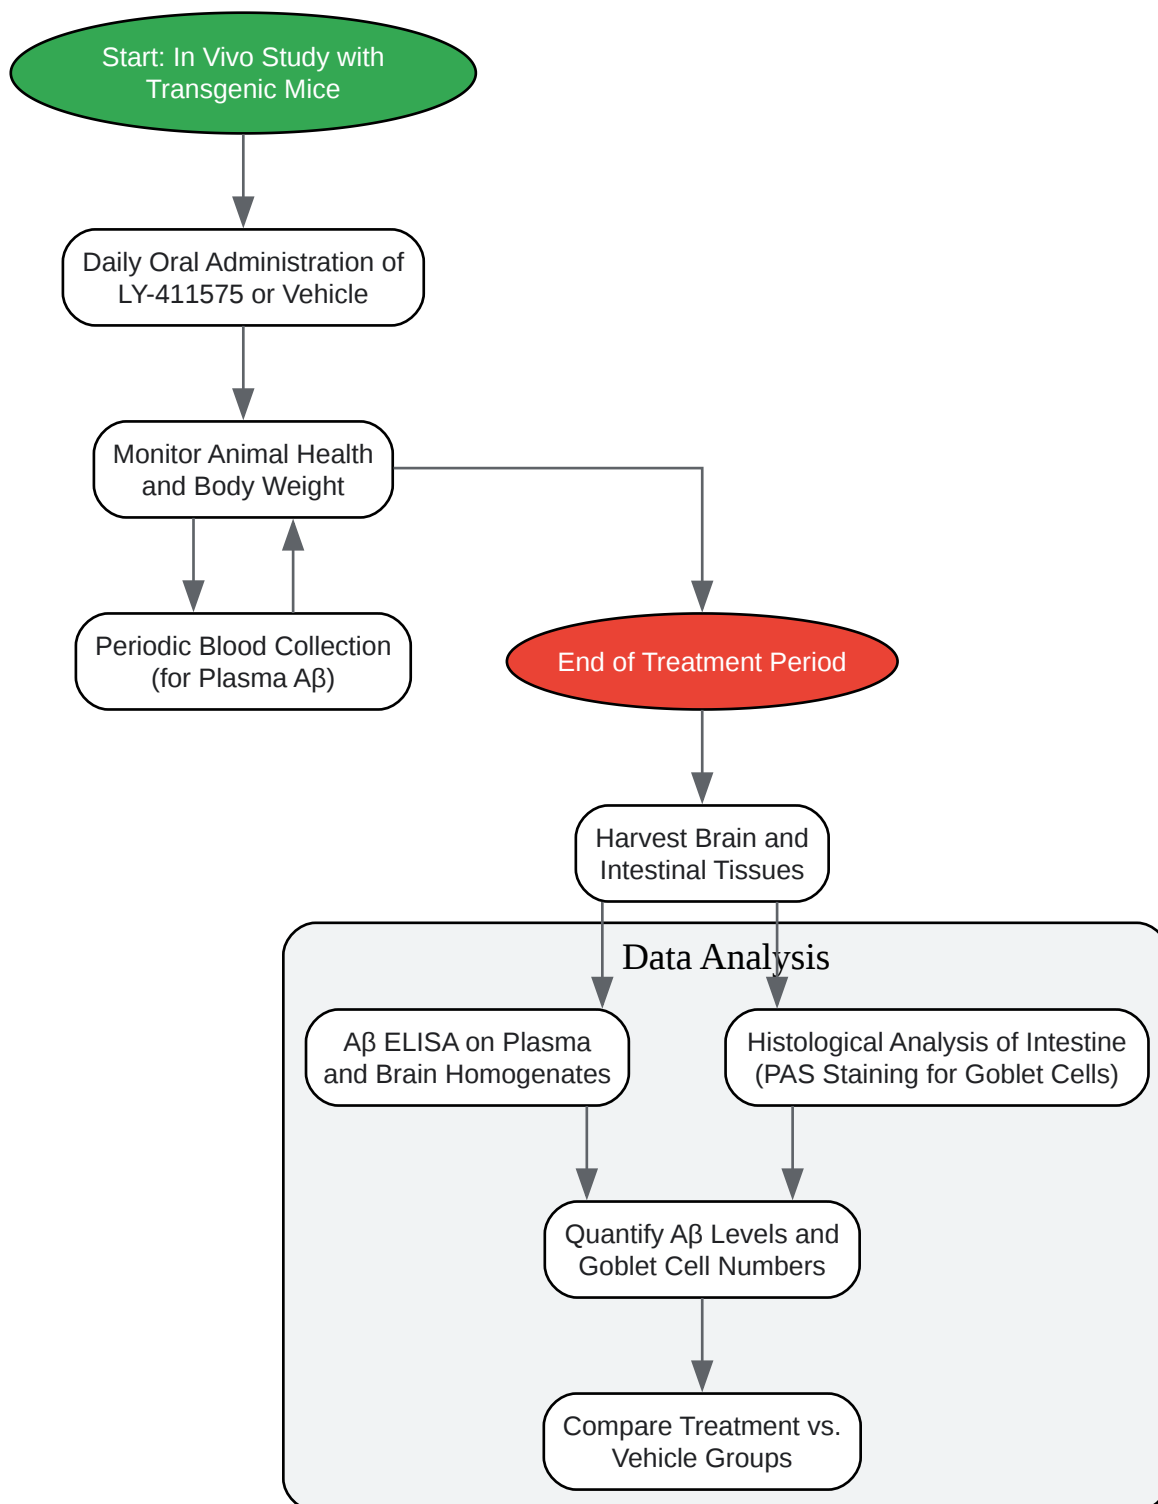 Start: In Vivo Study with
Transgenic Mice
Daily Oral Administration of
LY-411575 or Vehicle
Monitor Animal Health
and Body Weight
Periodic Blood Collection
(for Plasma Aβ)
End of Treatment Period
Harvest Brain and
Intestinal Tissues
Data Analysis
Aβ ELISA on Plasma
and Brain Homogenates
Histological Analysis of Intestine
(PAS Staining for Goblet Cells)
Quantify Aβ Levels and
Goblet Cell Numbers
Compare Treatment vs.
Vehicle Groups